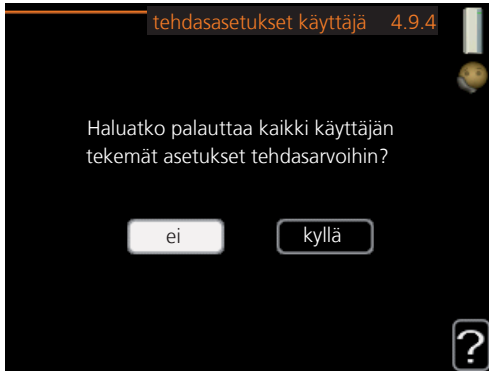 tehdasasetukset käyttäjä 4.9.4
Haluatko palauttaa kaikki käyttäjän
tekemät asetukset tehdasarvoihin?
ei kyllä
?